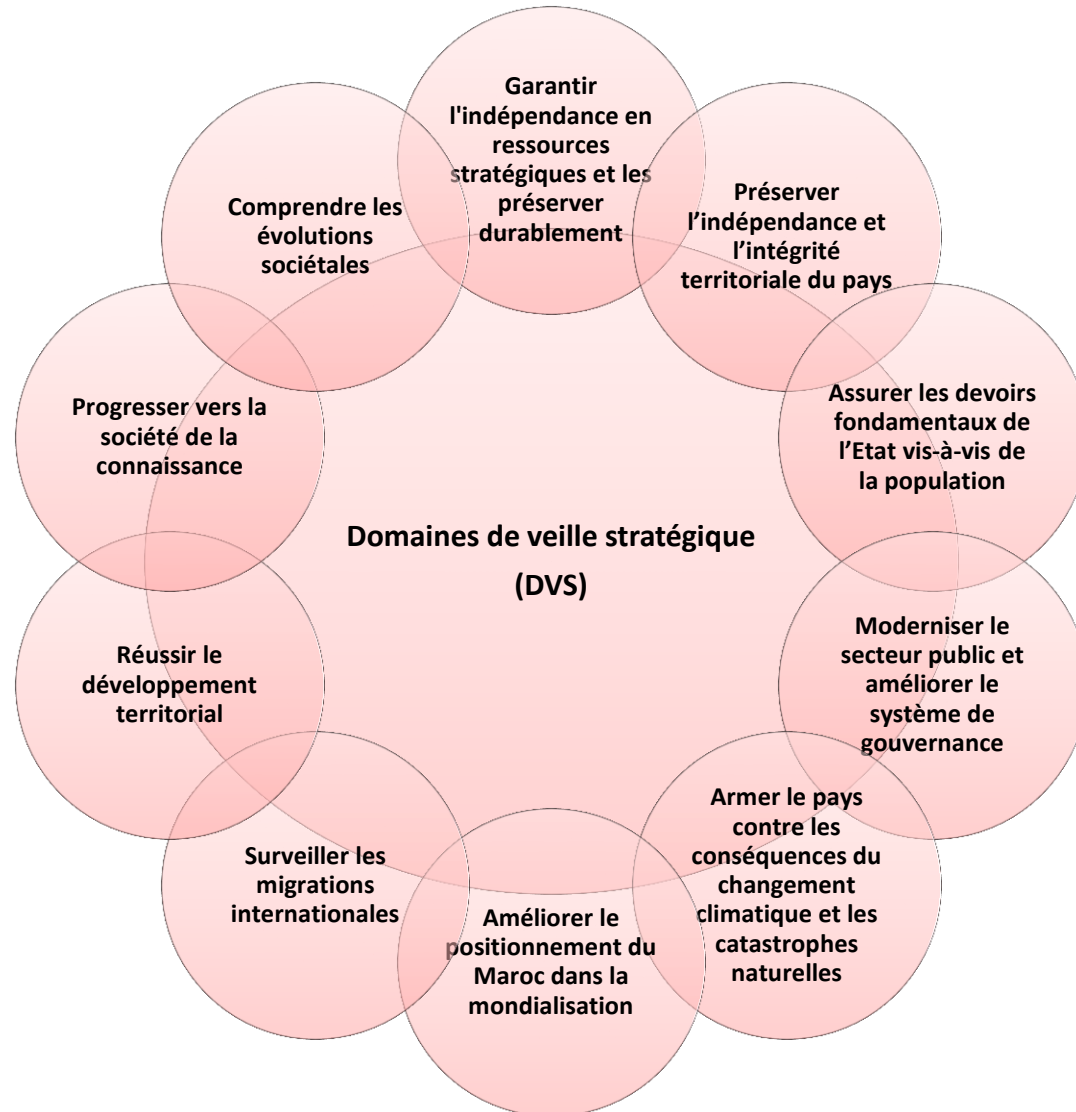 Garantir
l'indépendance en
ressources
stratégiques et les
préserver
durablement
Préserver
l’indépendance et
l’intégrité
territoriale du pays
Assurer les devoirs
fondamentaux de
l’Etat vis-à-vis de
la population
Moderniser le
secteur public et
améliorer le
système de
gouvernance
Armer le pays
contre les
conséquences du
changement
climatique et les
catastrophes
naturelles
Améliorer le
positionnement du
Maroc dans la
mondialisation
Surveiller les
migrations
internationales
Réussir le
développement
territorial
Progresser vers la
société de la
connaissance
Comprendre les
évolutions
sociétales
Domaines de veille stratégique
(DVS)